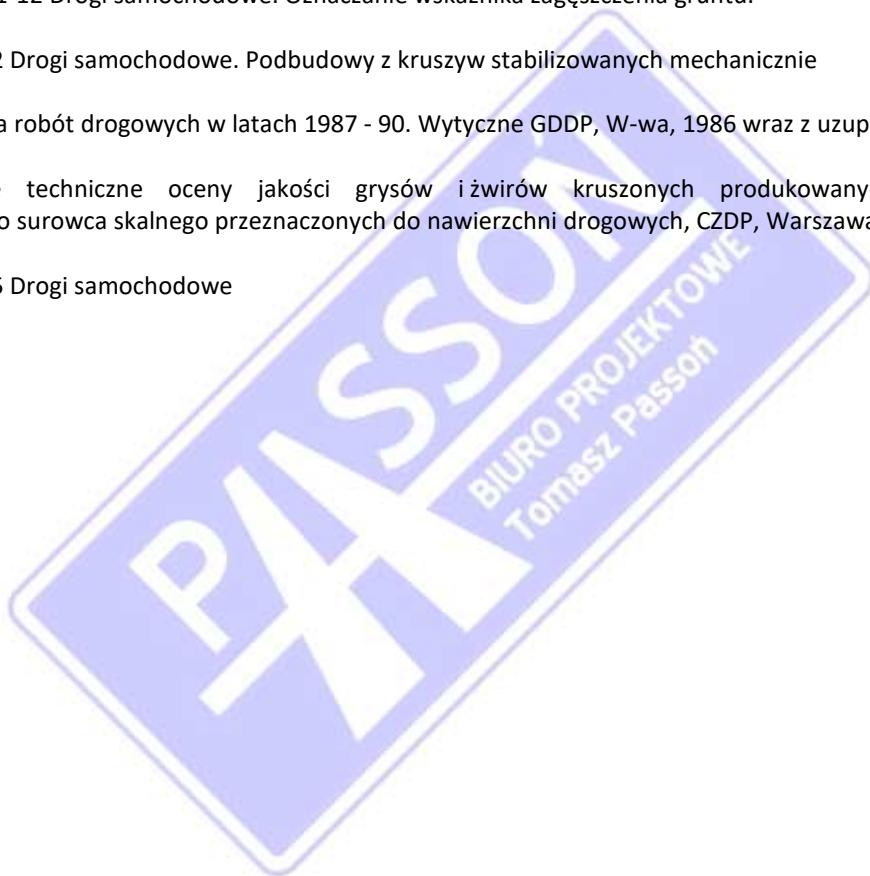 12 Drogi samochodowe. Oznaczanie wskaźnika zagęszczenia gruntu.
2 Drogi samochodowe. Podbudowy z kruszyw stabilizowanych mechanicznie
a robót drogowych w latach 1987 - 90. Wytyczne GDDP, W-wa, 1986 wraz z uzup
techniczne oceny jakości grysów i żwirów kruszonych produkowany
o surowca skalnego przeznaczonych do nawierzchni drogowych, CZDP, Warszawa
Drogi samochodowe
PASSOŃ
BIURO PROJEKTOWE
Tomasz Passoń